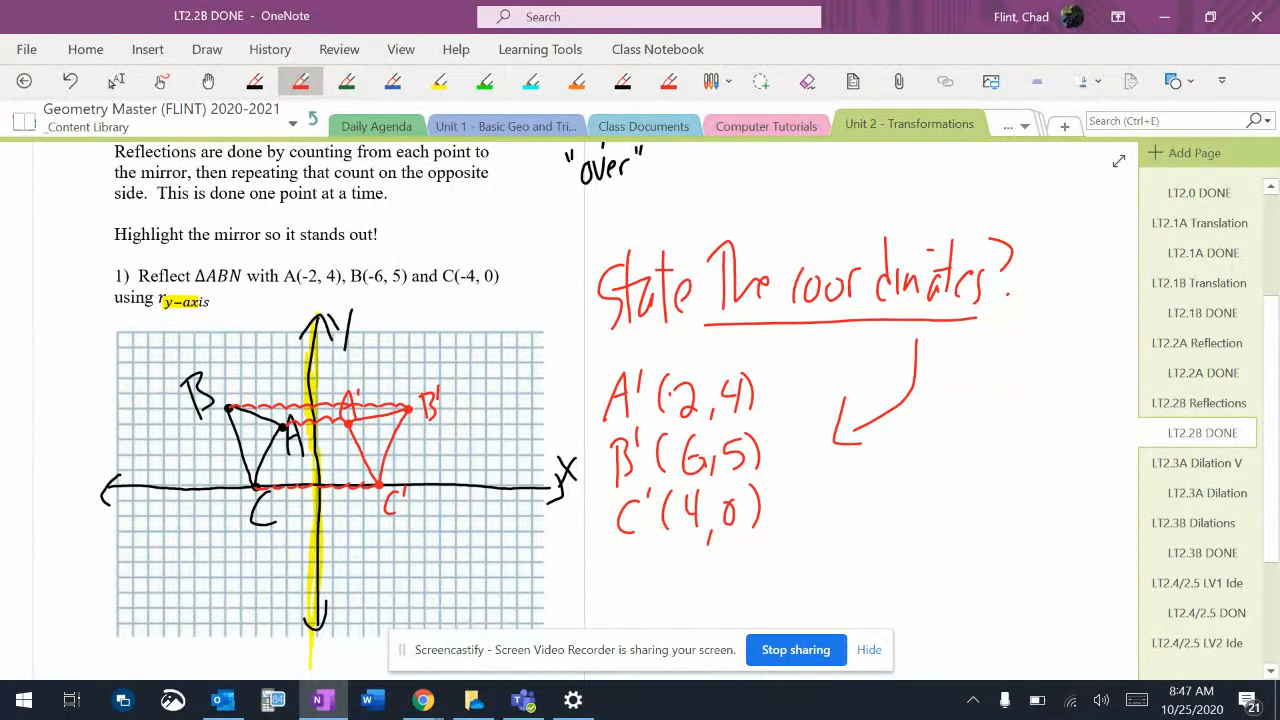 LT2.2B DONE - OneNote
Search
Flint, Chad
File Home Insert Draw History Review View Help Learning Tools Class Notebook
Geometry Master (FLINT) 2020-2021
_Content Library
Daily Agenda
Unit 1 - Basic Geo and Tri...
Class Documents
Computer Tutorials
Unit 2 - Transformations
...
Search (Ctrl+E)
Reflections are done by counting from each point to
the mirror, then repeating that count on the opposite
side. This is done one point at a time.
Highlight the mirror so it stands out!
1) Reflect ΔABN with A(-2, 4), B(-6, 5) and C(-4, 0)
using r y−axis
y
B
A
C
A'
B'
C'
X
"over"
State The coordinates?
A'(-2,4)
B'(6,5)
C'(4,0)
Add Page
LT2.0 DONE
LT2.1A Translation
LT2.1A DONE
LT2.1B Translation
LT2.1B DONE
LT2.2A Reflection
LT2.2A DONE
LT2.2B Reflections
LT2.2B DONE
LT2.3A Dilation V
LT2.3A Dilation
LT2.3B Dilations
LT2.3B DONE
LT2.4/2.5 LV1 Ide
LT2.4/2.5 DON
LT2.4/2.5 LV2 Ide
Screencastify - Screen Video Recorder is sharing your screen.
Stop sharing
Hide
8:47 AM
10/25/2020
21